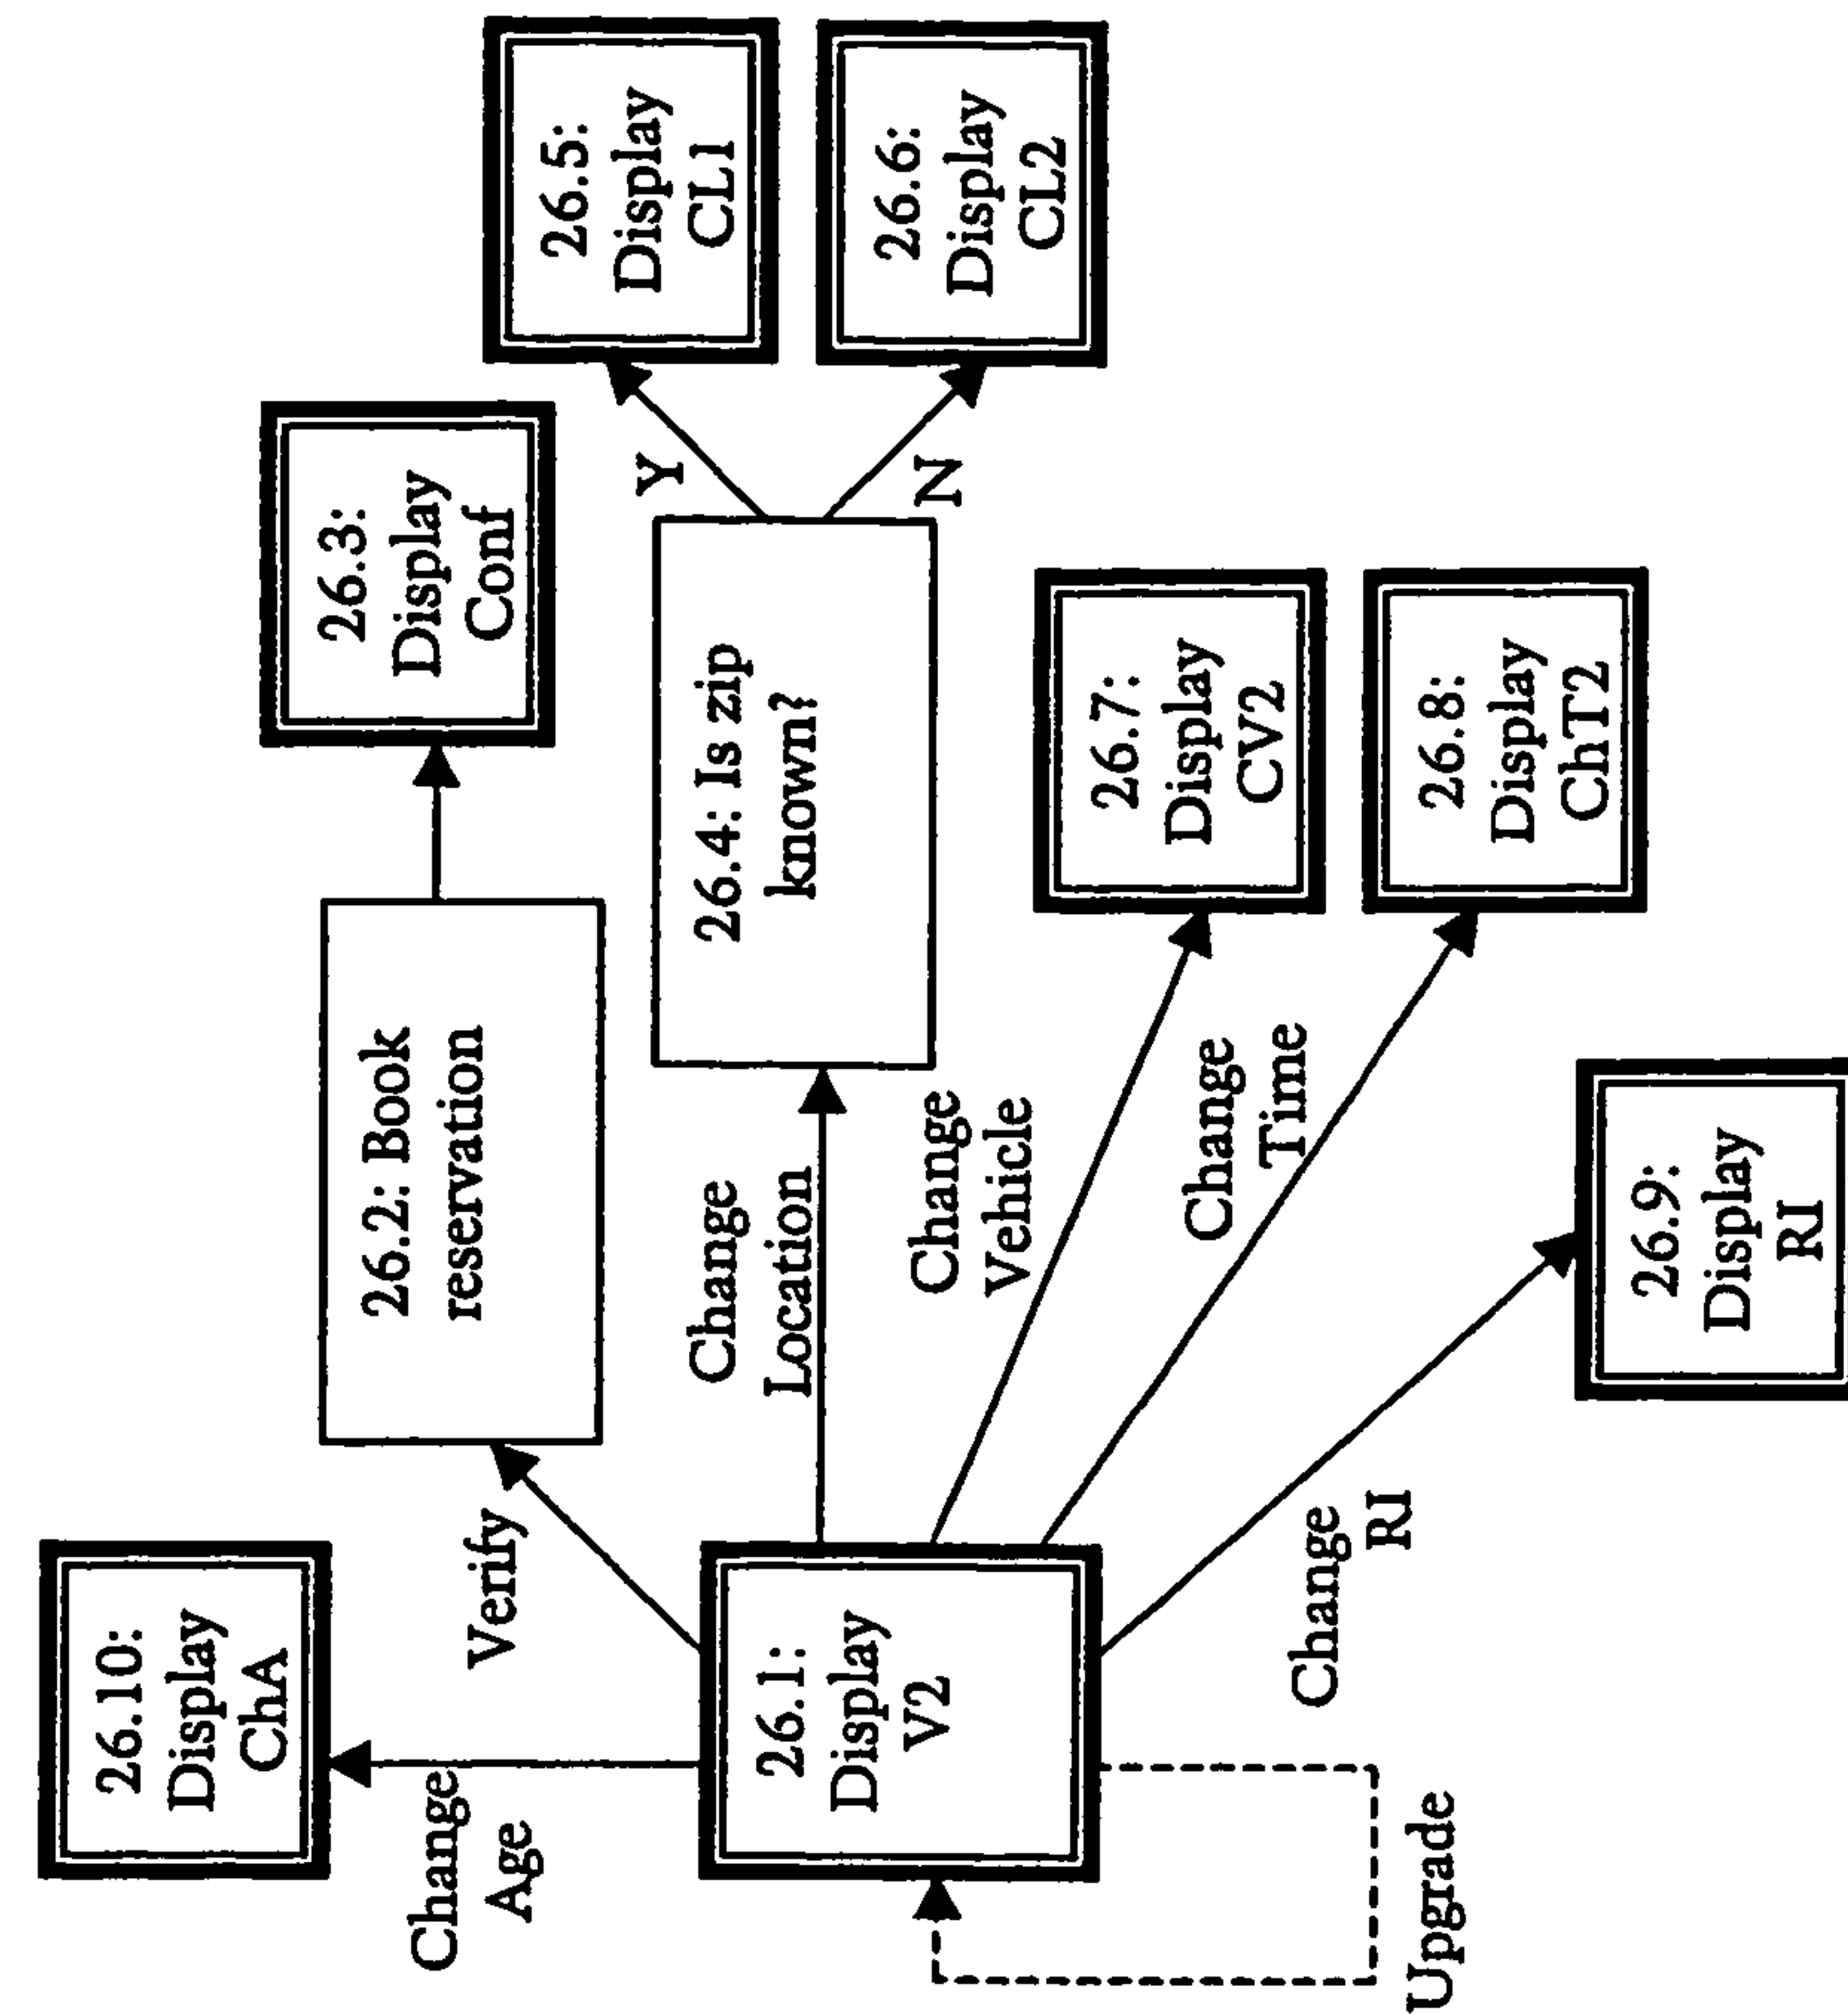 26.10:
Display
ChA
Change
Age
Verify
26.2: Book
reservation
26.3:
Display
Conf
26.1:
Display
V2
Change
Location
26.4: Is zip
known?
Y
N
26.5:
Display
CL1
26.6:
Display
CL2
Change
Vehicle
26.7:
Display
CV2
Change
Time
26.8:
Display
ChT2
Change
RI
26.9:
Display
RI
Upgrade